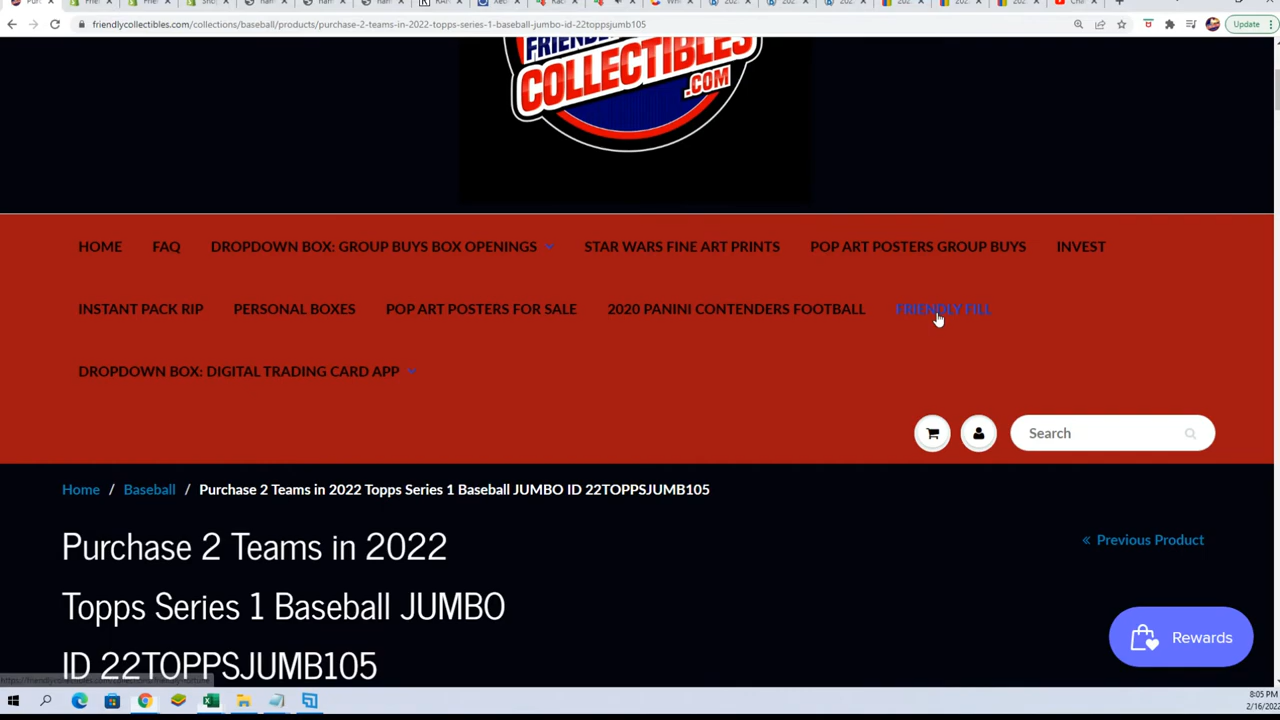 friendlycollectibles.com/collections/baseball/products/purchase-2-teams-in-2022-topps-series-1-baseball-jumbo-id-22toppsjumb105
Update
COLLECTIBLES
.COM
HOME FAQ DROPDOWN BOX: GROUP BUYS BOX OPENINGS STAR WARS FINE ART PRINTS POP ART POSTERS GROUP BUYS INVEST
INSTANT PACK RIP PERSONAL BOXES POP ART POSTERS FOR SALE 2020 PANINI CONTENDERS FOOTBALL FRIENDLY FILL
DROPDOWN BOX: DIGITAL TRADING CARD APP
Search
Home / Baseball / Purchase 2 Teams in 2022 Topps Series 1 Baseball JUMBO ID 22TOPPSJUMB105
Purchase 2 Teams in 2022
« Previous Product
Topps Series 1 Baseball JUMBO
ID 22TOPPSJUMB105
Rewards
8:05 PM
2/16/2022